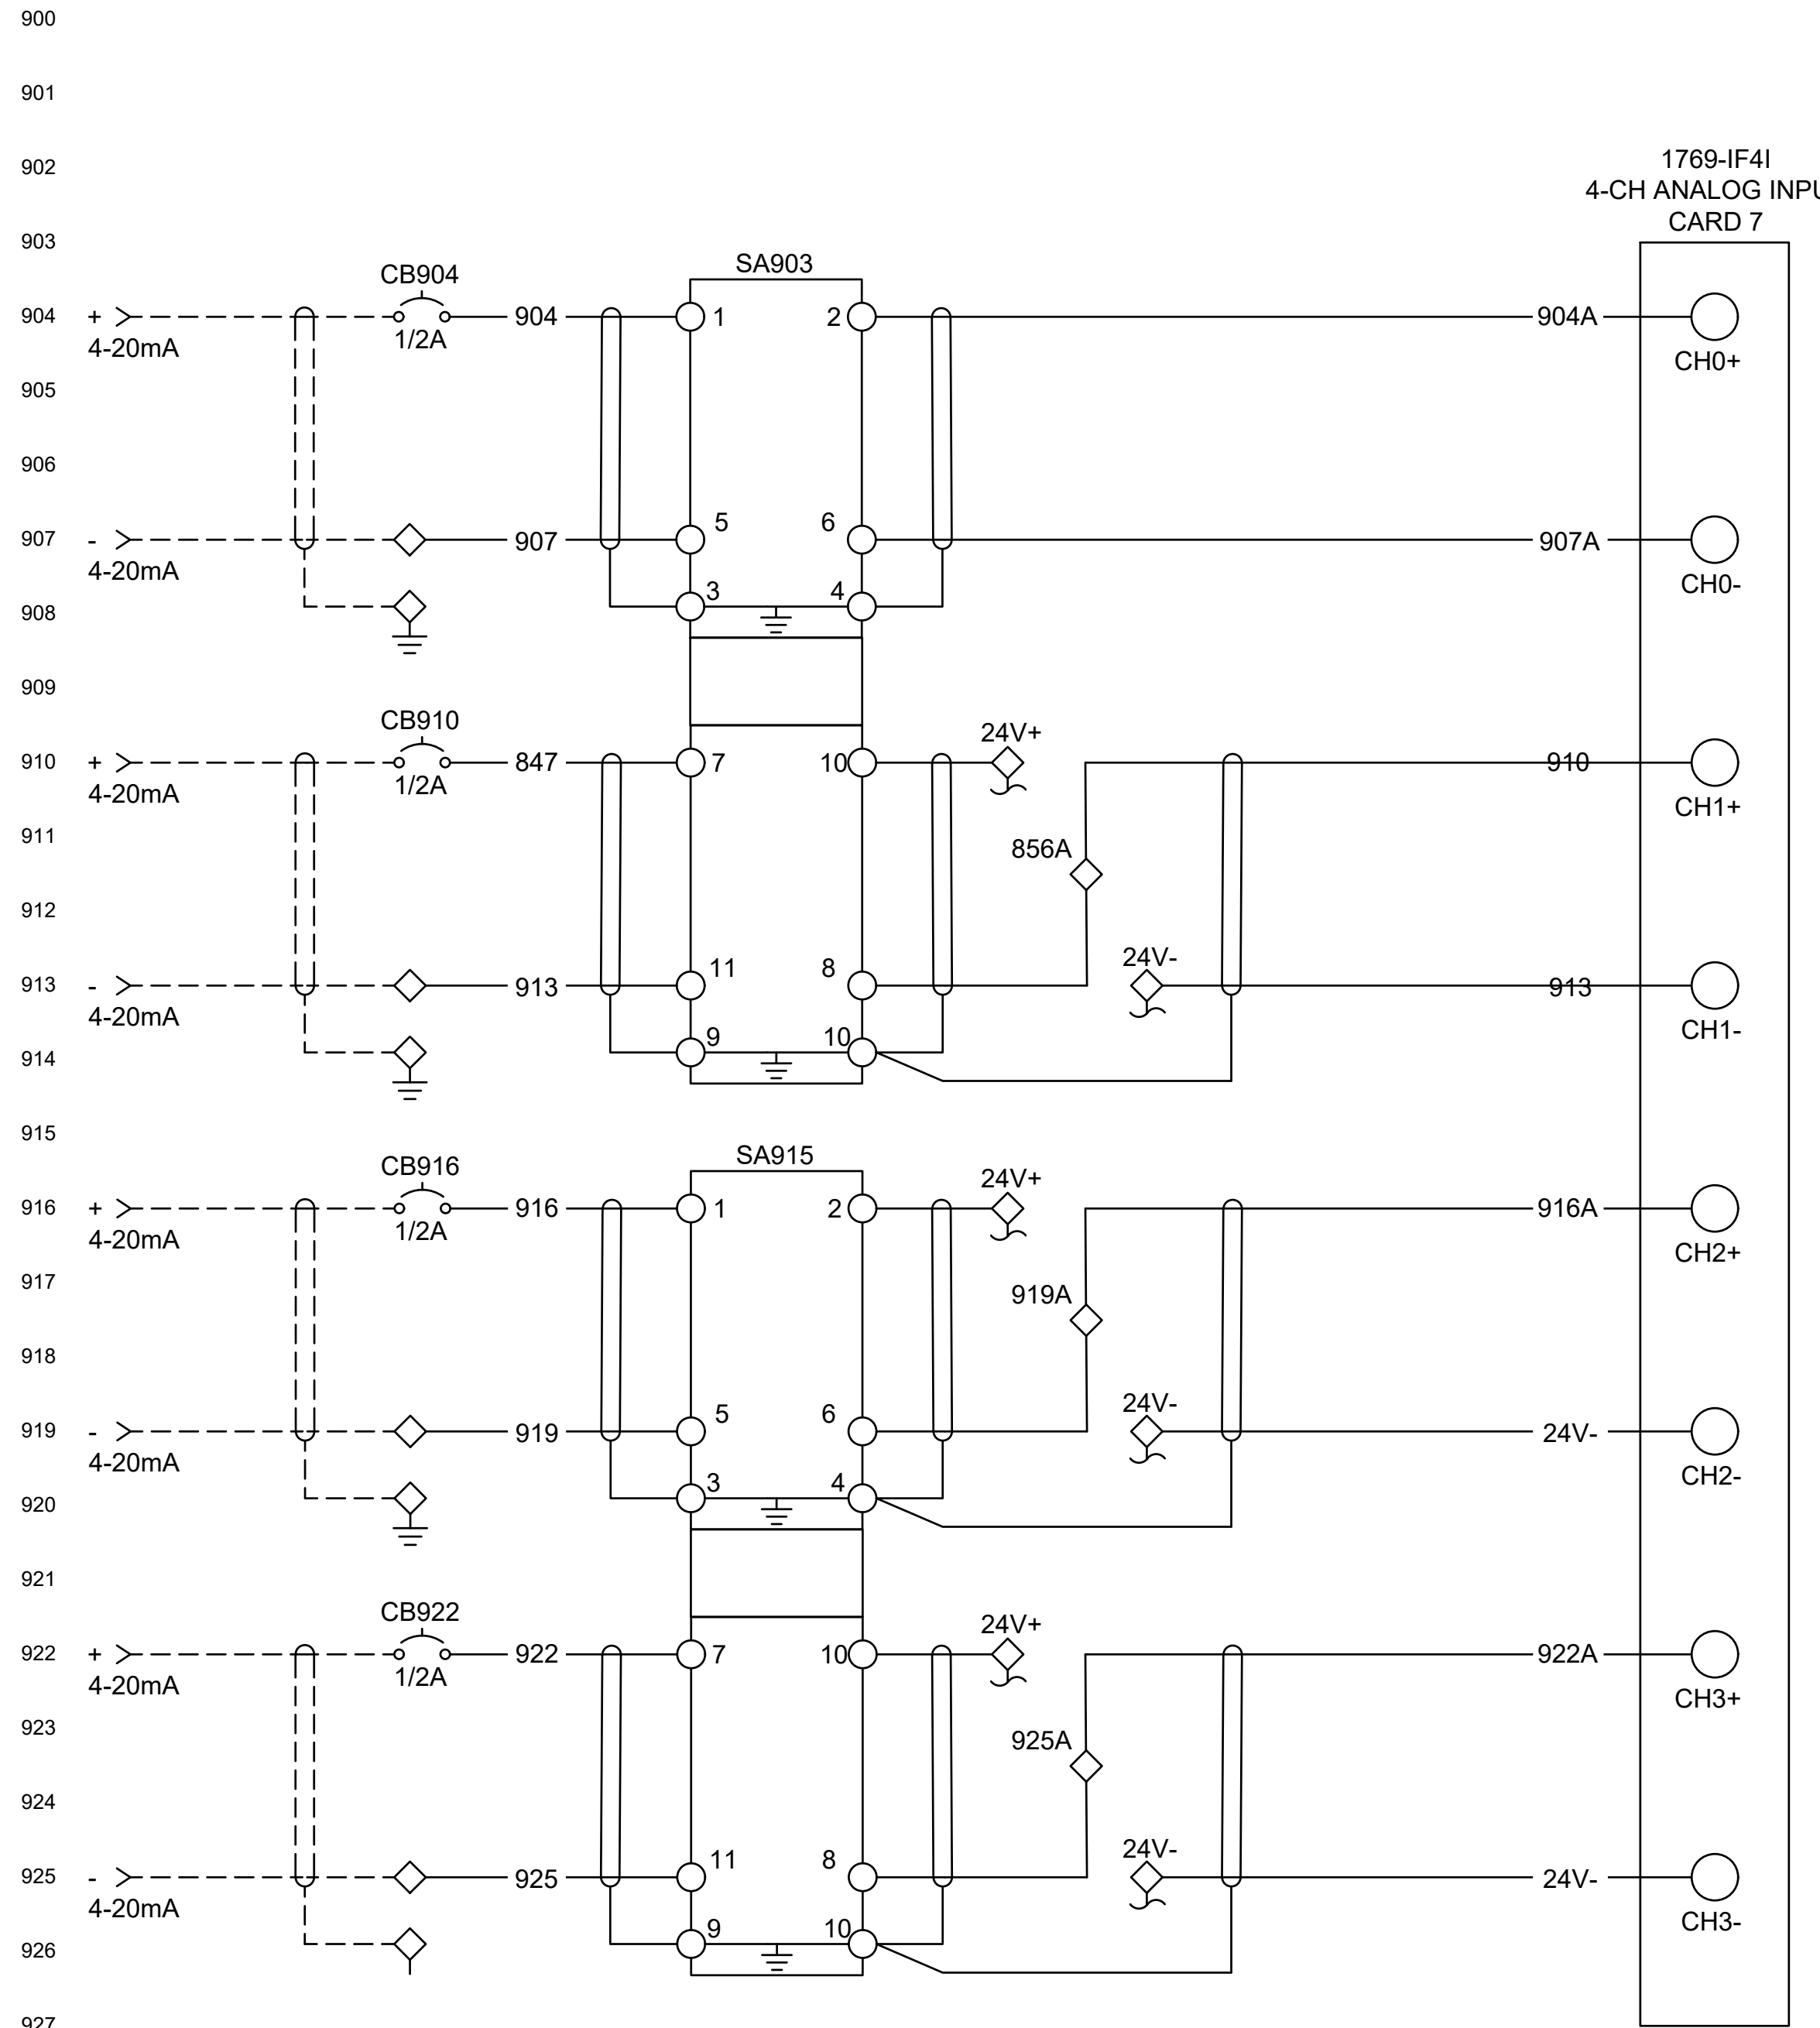 900
901
902
1769-IF4I
4-CH ANALOG INPU
CARD 7
903
SA903
CB904
904 + 904 1 2 904A
1/2A
4-20mA
CH0+
905
906
5 6
907 - 907 907A
4-20mA
CH0-
3 4
908
909
CB910
24V+
910 + 847 7 10 910
1/2A
4-20mA
CH1+
911
856A
912
24V-
11 8
913 - 913 913
4-20mA
CH1-
9 10
914
915
SA915
CB916
24V+
916 + 916 1 2 916A
1/2A
4-20mA
CH2+
917
919A
918
24V-
5 6
919 - 919 24V-
4-20mA
CH2-
3 4
920
921
CB922
24V+
922 + 922 7 10 922A
1/2A
4-20mA
CH3+
923
925A
924
24V-
11 8
925 - 925 24V-
4-20mA
CH3-
9 10
926
927